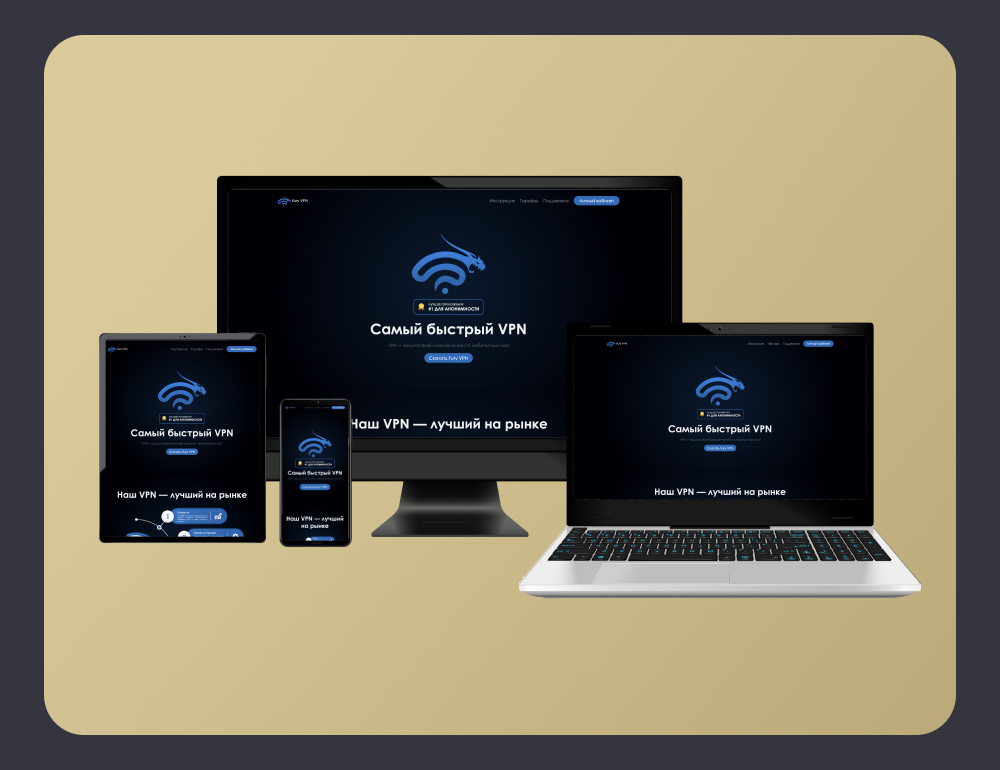 Fury VPN
Инструкция Тарифы Поддержка Личный кабинет
ЛУЧШЕЕ ПРИЛОЖЕНИЕ
#1 ДЛЯ АНОНИМНОСТИ
Самый быстрый VPN
VPN — защита твоей онлайн-жизни от любопытных глаз
Скачать Fury VPN
Наш VPN — лучший на рынке
Fury VPN
Инструкция Тарифы Поддержка Личный кабинет
#1 ДЛЯ АНОНИМНОСТИ
Самый быстрый VPN
Скачать Fury VPN
Наш VPN — лучший на рынке
1
#1 ДЛЯ АНОНИМНОСТИ
Самый быстрый VPN
Скачать Fury VPN
Наш VPN — лучший
на рынке
Fury VPN
Инструкция Тарифы Поддержка Личный кабинет
#1 ДЛЯ АНОНИМНОСТИ
Самый быстрый VPN
Скачать Fury VPN
Наш VPN — лучший на рынке